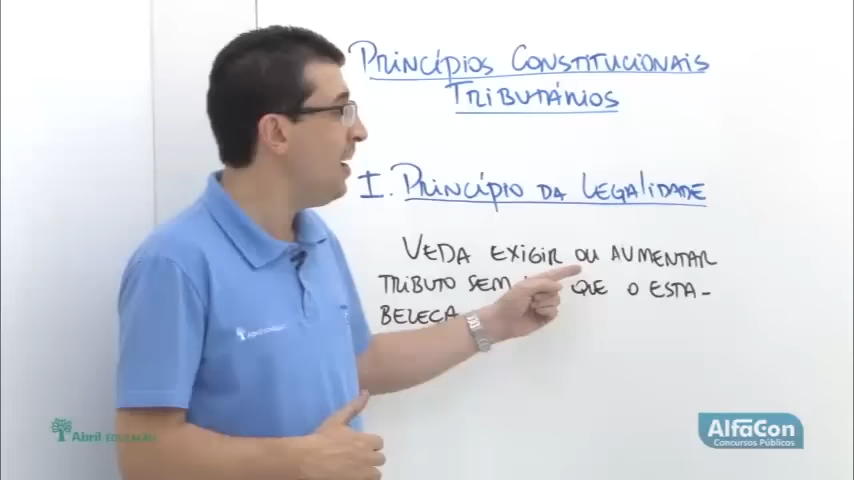 PRINCÍPIOS CONSTITUCIONAIS
TRIBUTÁRIOS
I. PRINCÍPIO DA LEGALIDADE
VEDA EXIGIR OU AUMENTAR
TRIBUTO SEM QUE O ESTA-
BELEÇA
Abril EDUCAÇÃO
AlfaCon
Concursos Públicos